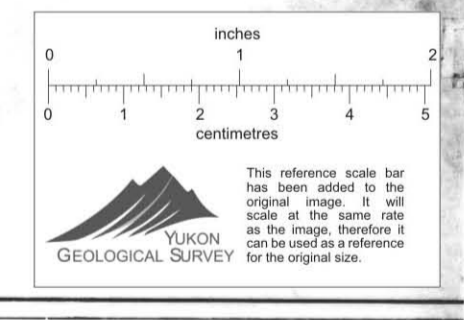 inches
0 1 2
0 1 2 3 4 5
centimetres
YUKON
GEOLOGICAL SURVEY
This reference scale bar
has been added to the
original image. It will
scale at the same rate
as the image, therefore it
can be used as a reference
for the original size.